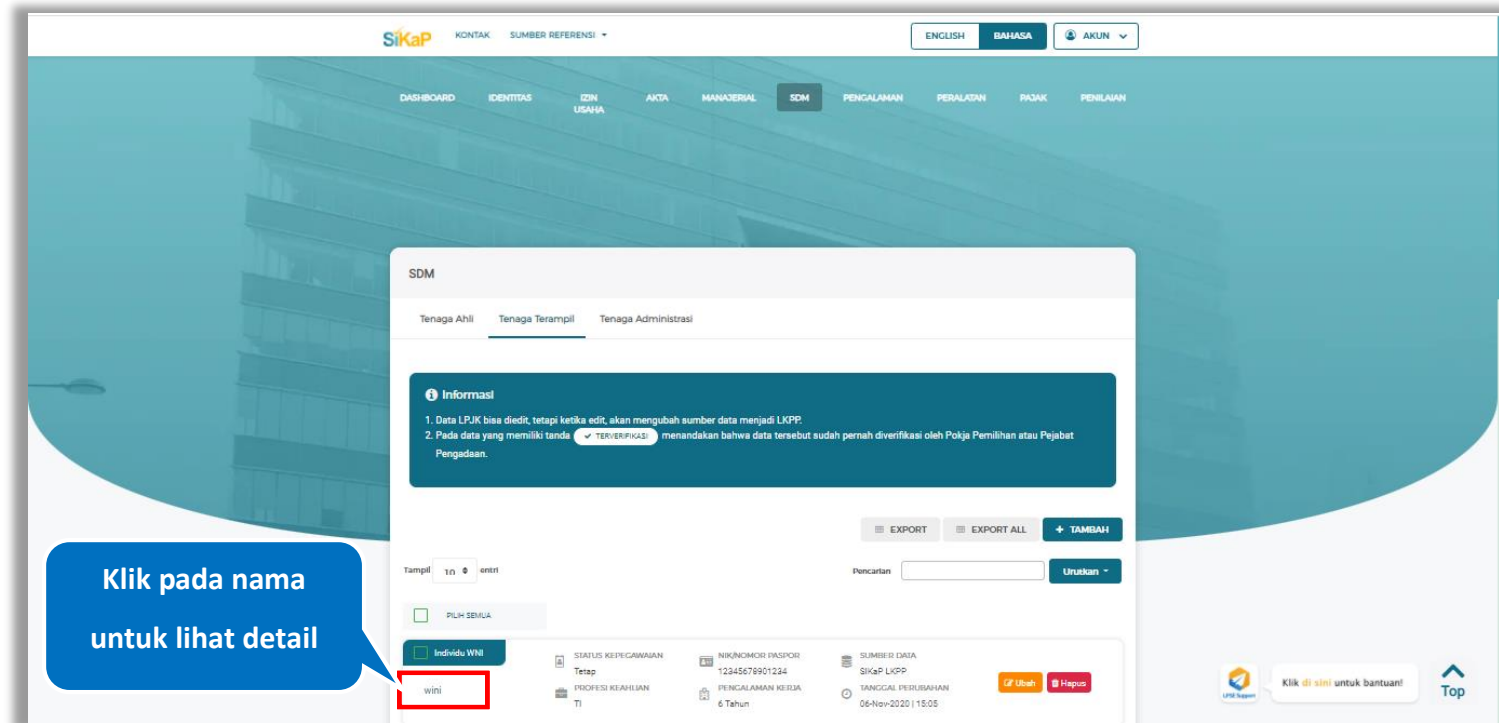 SiKaP KONTAK SUMBER REFERENSI ENGLISH BAHASA AKUN
DASHBOARD IDENTITAS IZIN USAHA AKTA MANAJERIAL SDM PENGALAMAN PERALATAN PAJAK PENILAIAN
SDM
Tenaga Ahli Tenaga Terampil Tenaga Administrasi
Informasi
1. Data LPJK bisa diedit, tetapi ketika edit, akan mengubah sumber data menjadi LKPP.
2. Pada data yang memiliki tanda TERVERIFIKASI menandakan bahwa data tersebut sudah pernah diverifikasi oleh Pokja Pemilihan atau Pejabat
Pengadaan.
EXPORT EXPORT ALL + TAMBAH
Tampil 10 entri Pencarian Urutkan
PILIH SEMUA
Klik pada nama
untuk lihat detail
Individu WNI
wini
STATUS KEPEGAWAIAN
Tetap
PROFESI KEAHLIAN
TI
NIK/NOMOR PASPOR
12345678901234
PENGALAMAN KERJA
6 Tahun
SUMBER DATA
SIKaP LKPP
TANGGAL PERUBAHAN
06-Nov-2020 | 15:05
Ubah Hapus
LPSE Support
Klik di sini untuk bantuan!
Top